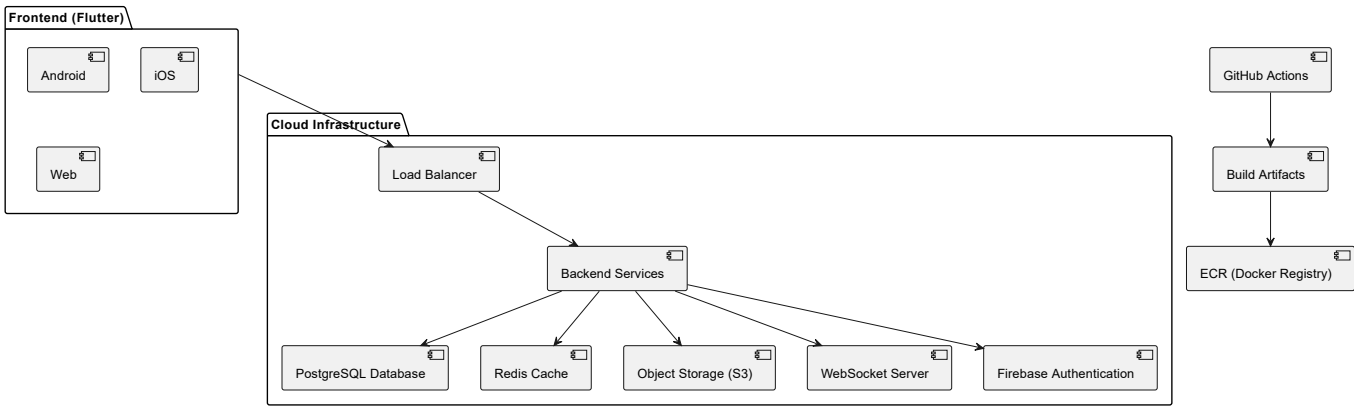 Frontend (Flutter)
Android
iOS
Web
Cloud Infrastructure
Load Balancer
Backend Services
PostgreSQL Database
Redis Cache
Object Storage (S3)
WebSocket Server
Firebase Authentication
GitHub Actions
Build Artifacts
ECR (Docker Registry)